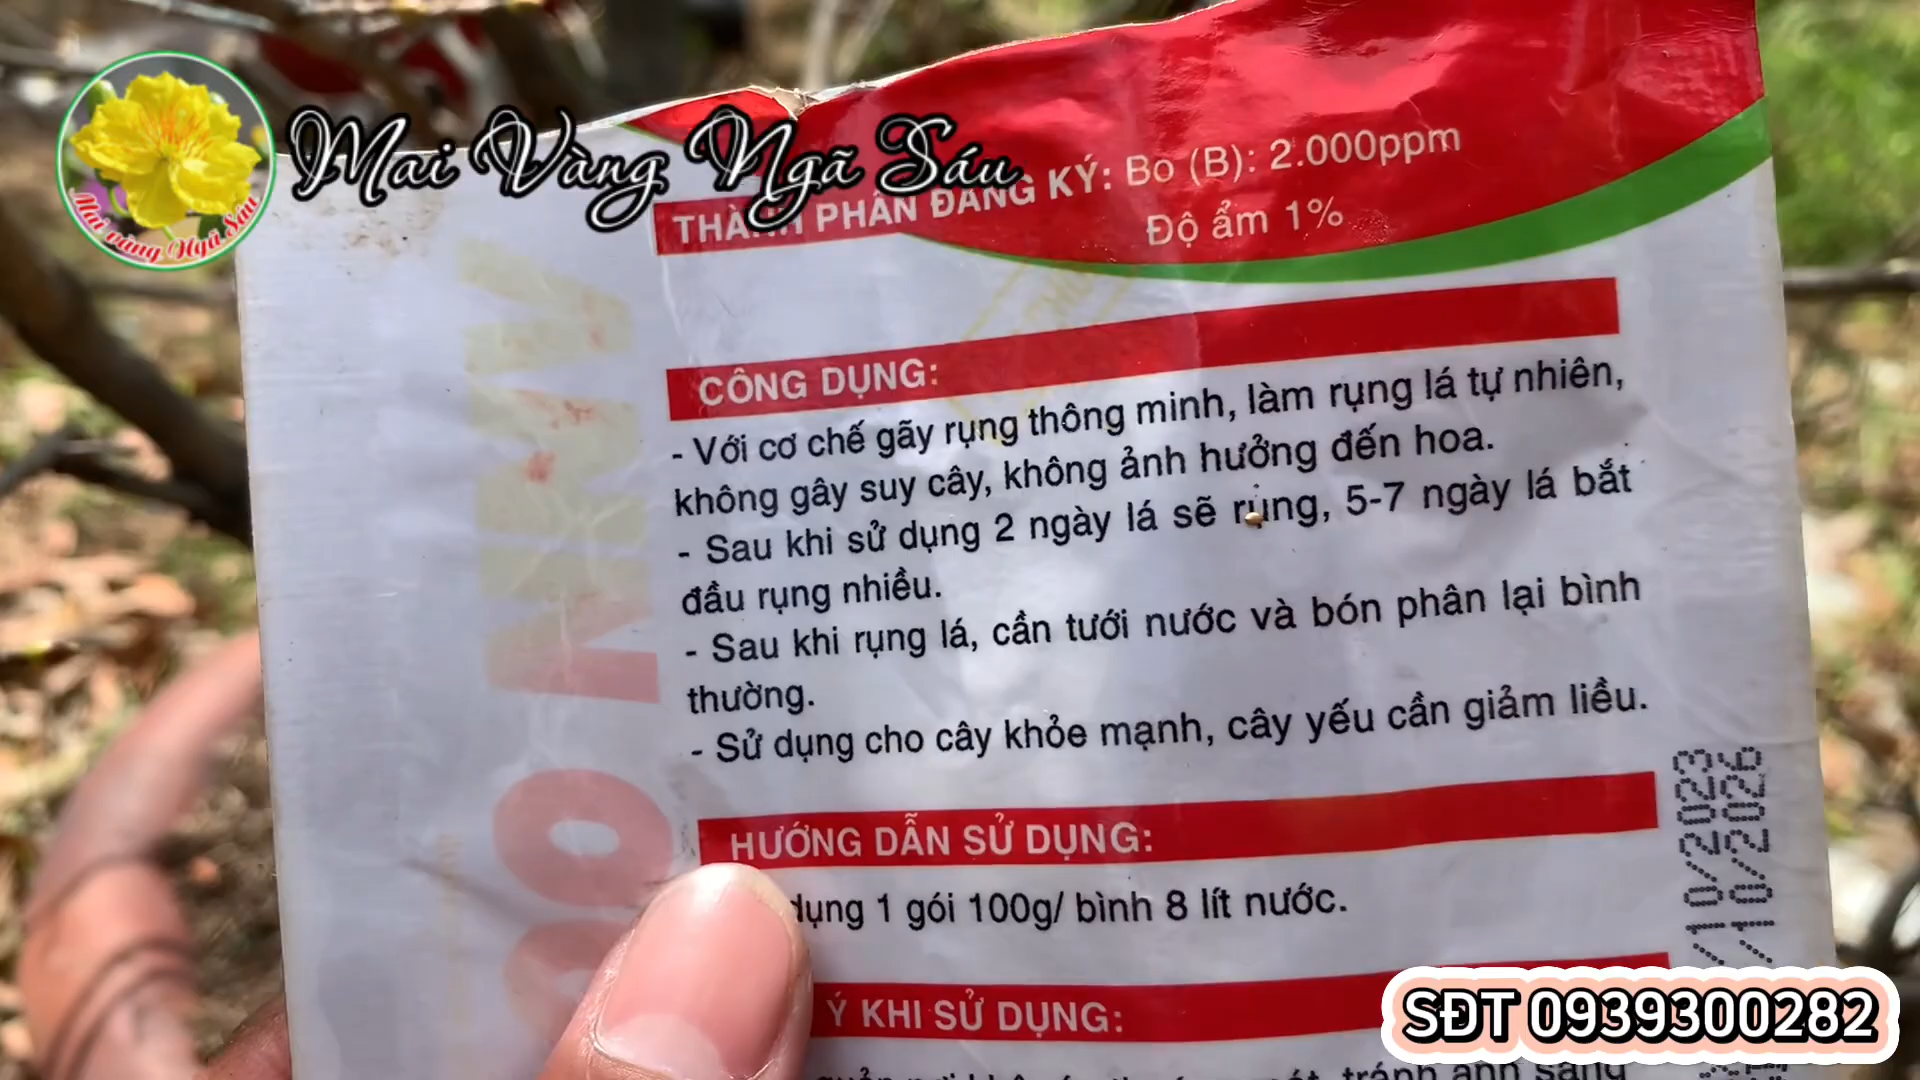 Mai Vàng Ngã Sáu
Mai vàng Ngã Sáu
THÀNH PHẦN ĐĂNG KÝ: Bo (B): 2.000ppm
Độ ẩm 1%
CÔNG DỤNG:
- Với cơ chế gãy rụng thông minh, làm rụng lá tự nhiên,
không gây suy cây, không ảnh hưởng đến hoa.
- Sau khi sử dụng 2 ngày lá sẽ rụng, 5-7 ngày lá bắt
đầu rụng nhiều.
- Sau khi rụng lá, cần tưới nước và bón phân lại bình
thường.
- Sử dụng cho cây khỏe mạnh, cây yếu cần giảm liều.
HƯỚNG DẪN SỬ DỤNG:
dụng 1 gói 100g/ bình 8 lít nước.
Ý KHI SỬ DỤNG:
tránh ánh sáng
/10/2023
/10/2026
SĐT 0939300282